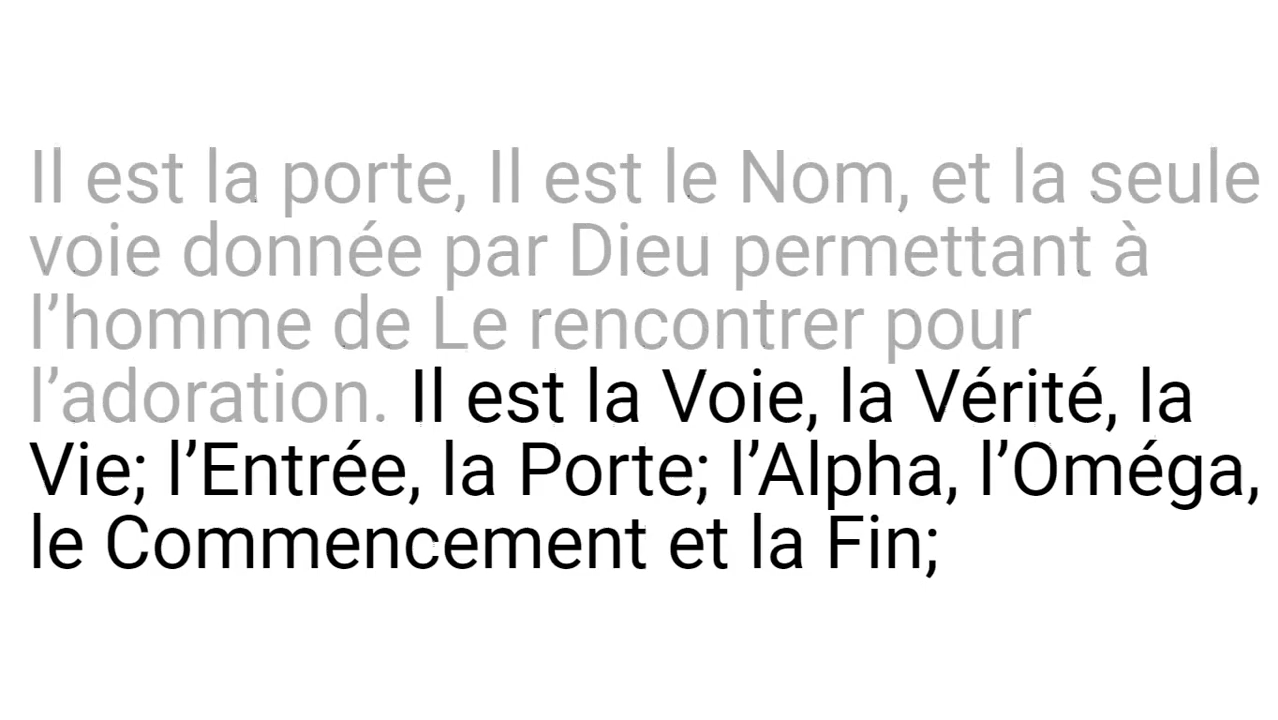 Il est la porte, Il est le Nom, et la seule
voie donnée par Dieu permettant à
l’homme de Le rencontrer pour
l’adoration. Il est la Voie, la Vérité, la
Vie; l’Entrée, la Porte; l’Alpha, l’Oméga,
le Commencement et la Fin;